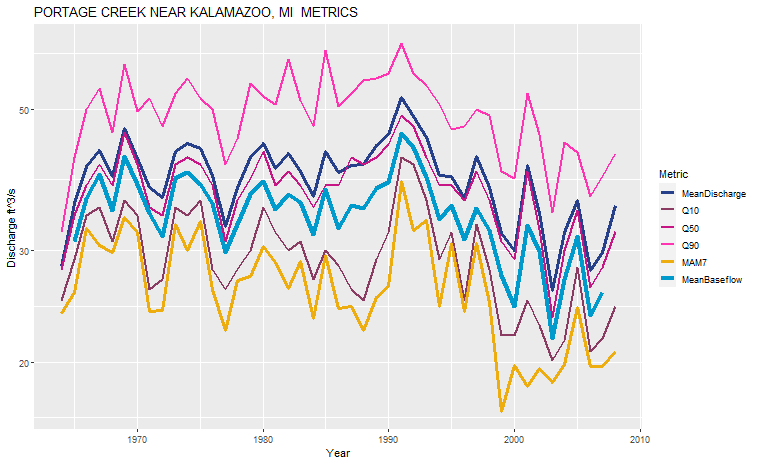 PORTAGE CREEK NEAR KALAMAZOO, MI  METRICS
50
30
20
Discharge ft^3/s
1970
1980
1990
2000
2010
Year
Metric
MeanDischarge
Q10
Q50
Q90
MAM7
MeanBaseflow